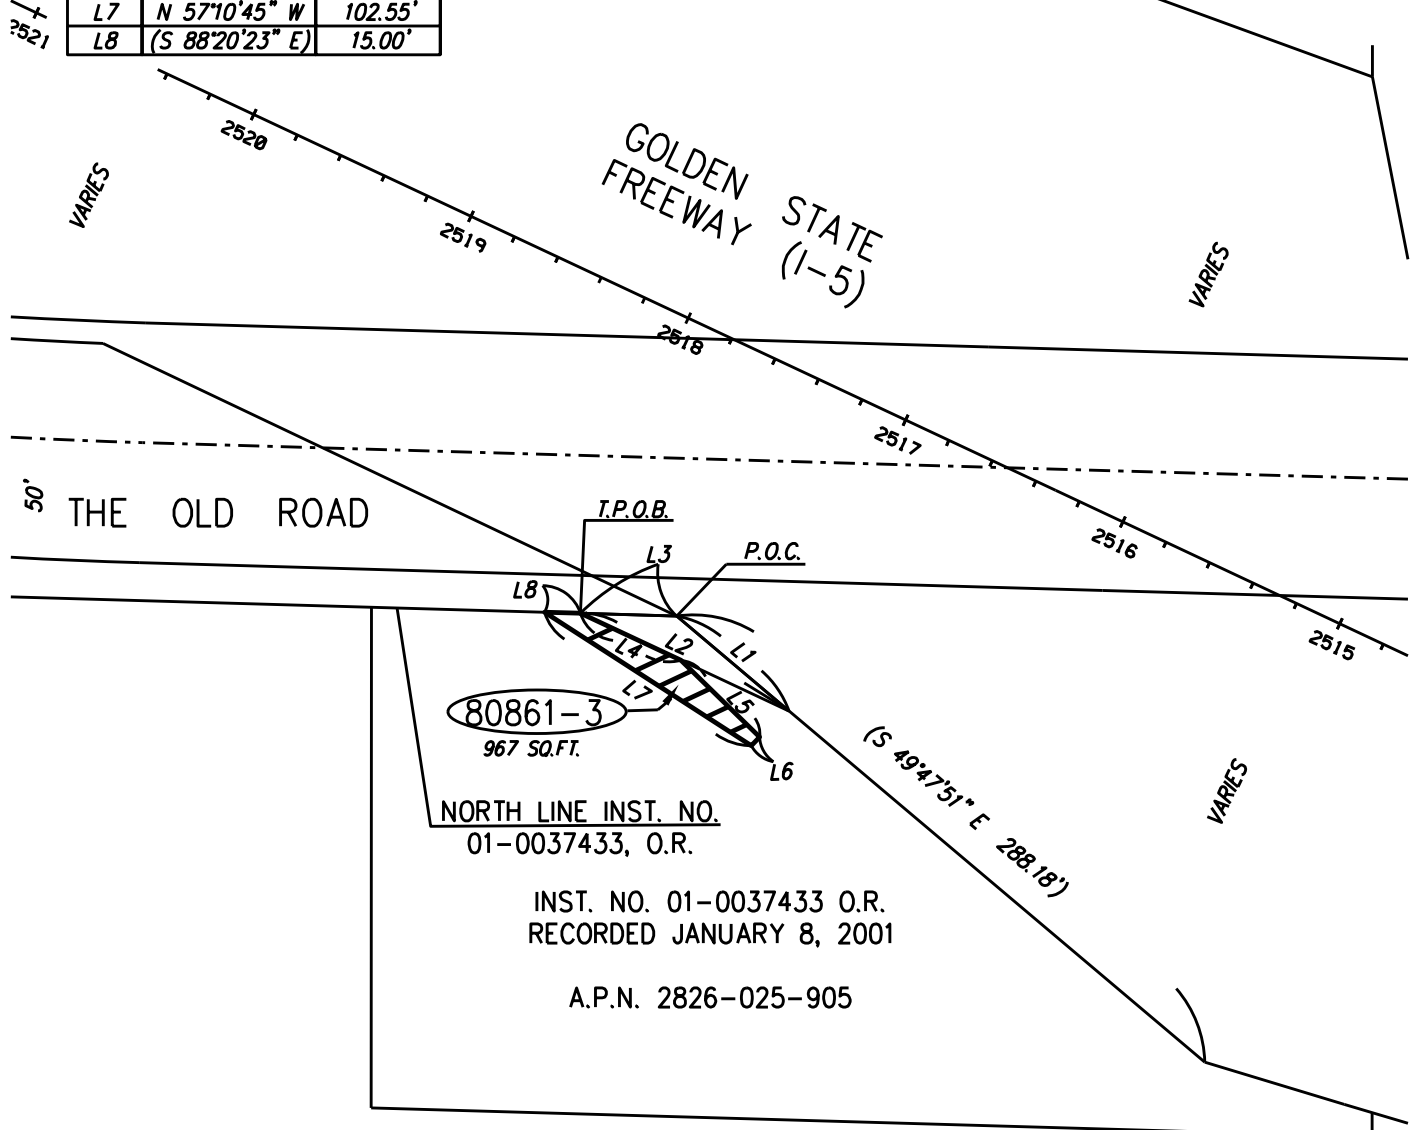 L7 N 57°10'45" W 102.55'
L8 (S 88°20'23" E) 15.00'
2521
2520
2519
2518
2517
2516
2515
VARIES
GOLDEN STATE
FREEWAY (I-5)
VARIES
50'
THE OLD ROAD
T.P.O.B.
L3
P.O.C.
L8
L4
L2
L1
L7
L5
L6
80861-3
967 SQ.FT.
(S 49°47'51" E 288.18')
VARIES
NORTH LINE INST. NO.
01-0037433, O.R.
INST. NO. 01-0037433 O.R.
RECORDED JANUARY 8, 2001
A.P.N. 2826-025-905